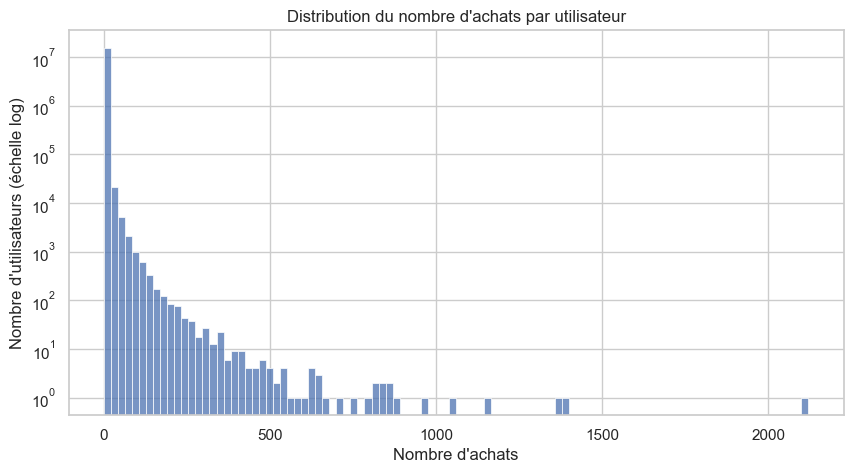 Distribution du nombre d'achats par utilisateur
Nombre d'utilisateurs (échelle log)
10^7
10^6
10^5
10^4
10^3
10^2
10^1
10^0
0 500 1000 1500 2000
Nombre d'achats